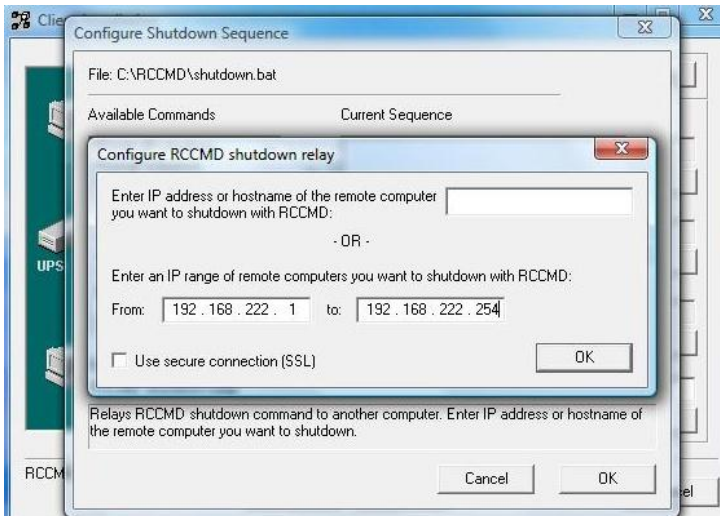 Configure Shutdown Sequence
File: C:\RCCMD\shutdown.bat
Available Commands Current Sequence
Configure RCCMD shutdown relay
Enter IP address or hostname of the remote computer
you want to shutdown with RCCMD:
- OR -
Enter an IP range of remote computers you want to shutdown with RCCMD:
From: 192 . 168 . 222 . 1 to: 192 . 168 . 222 . 254
Use secure connection (SSL)
OK
UPS
Relays RCCMD shutdown command to another computer. Enter IP address or hostname of
the remote computer you want to shutdown.
Cancel OK